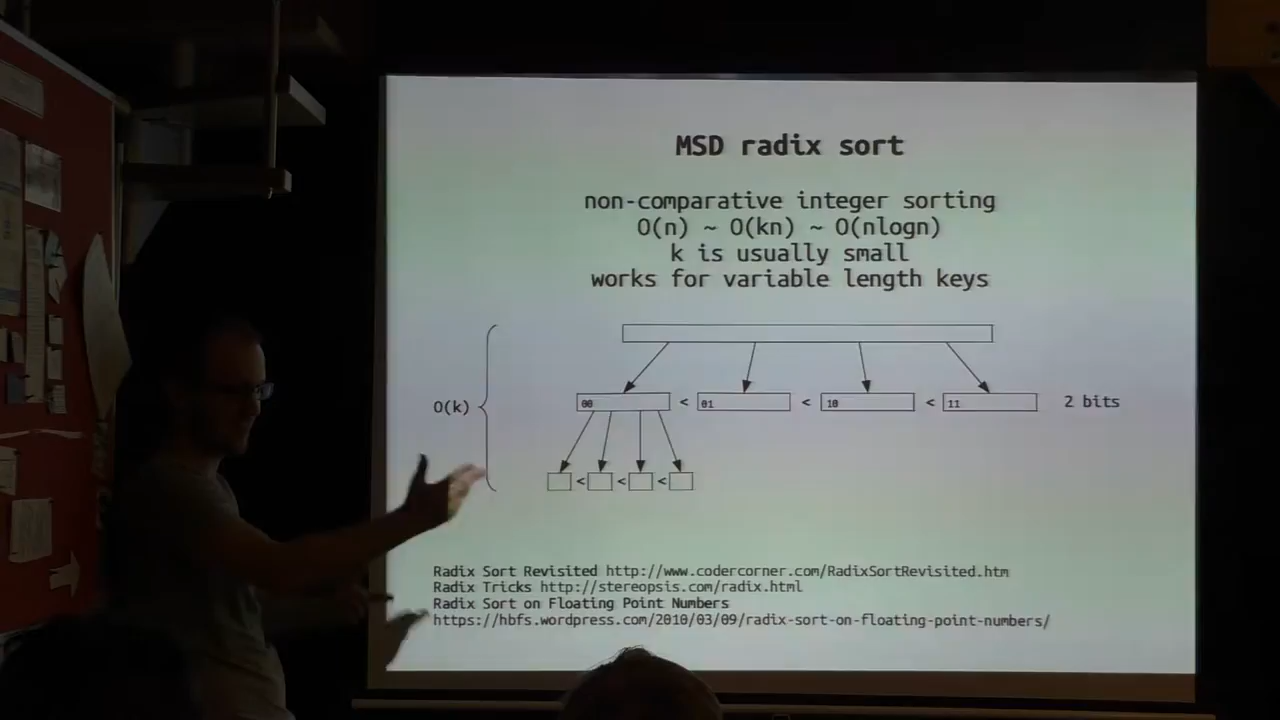 MSD radix sort
non-comparative integer sorting
O(n) ~ O(kn) ~ O(nlogn)
k is usually small
works for variable length keys
O(k)
00 < 01 < 10 < 11 2 bits
< < <
Radix Sort Revisited http://www.codercorner.com/RadixSortRevisited.htm
Radix Tricks http://stereopsis.com/radix.html
Radix Sort on Floating Point Numbers
https://hbfs.wordpress.com/2010/03/09/radix-sort-on-floating-point-numbers/